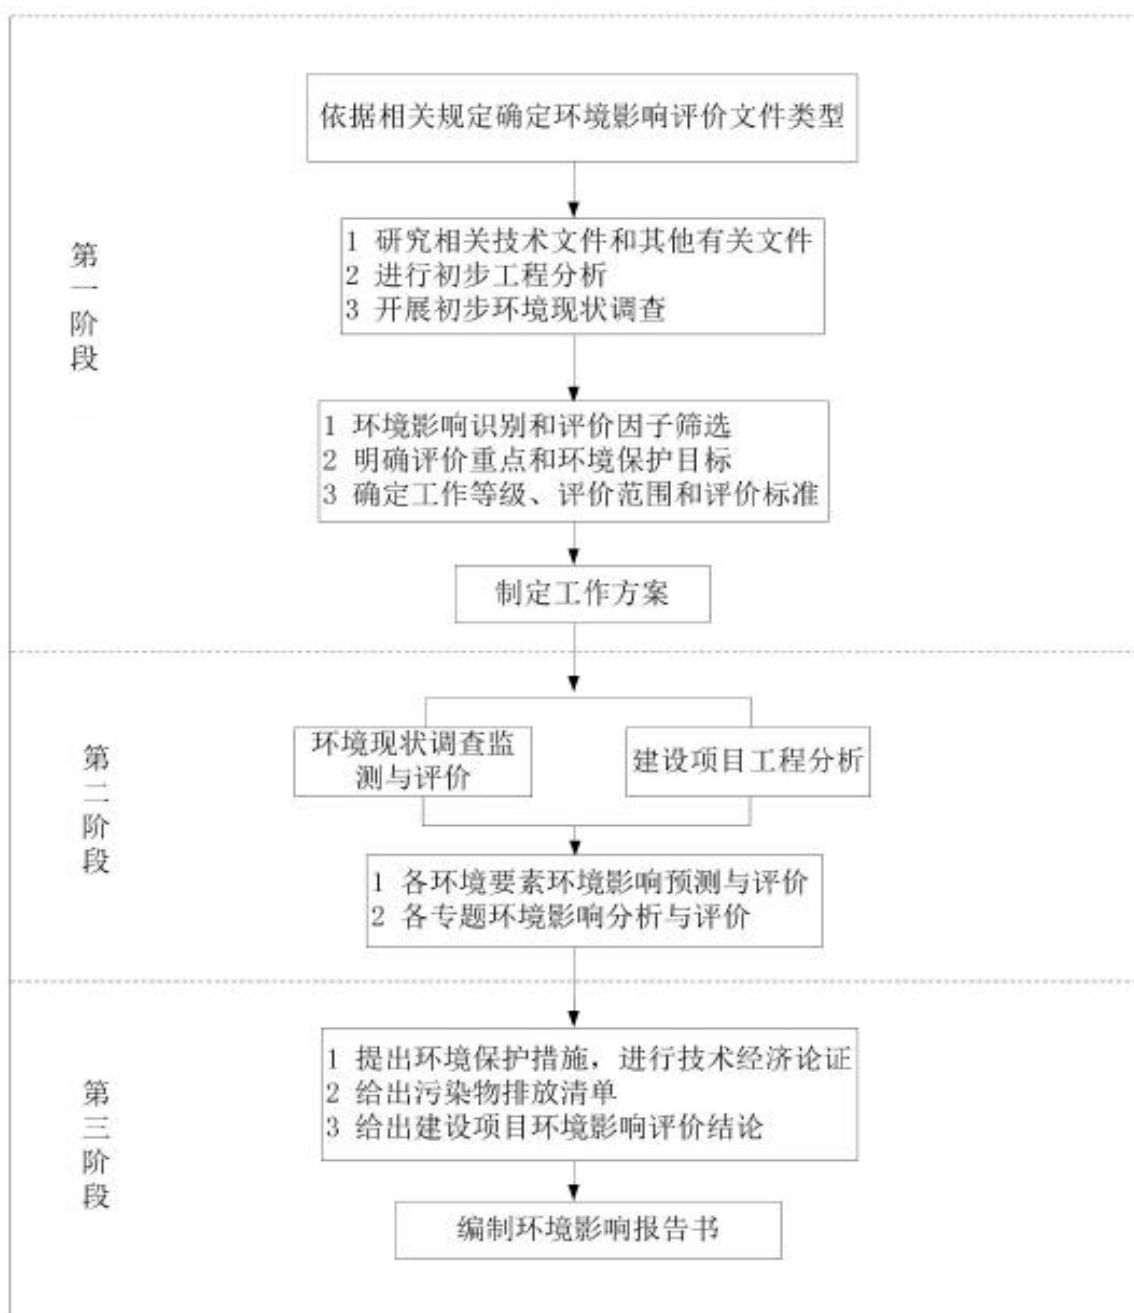 依据相关规定确定环境影响评价文件类型
第一阶段
1 研究相关技术文件和其他有关文件
2 进行初步工程分析
3 开展初步环境现状调查
1 环境影响识别和评价因子筛选
2 明确评价重点和环境保护目标
3 确定工作等级、评价范围和评价标准
制定工作方案
第二阶段
环境现状调查监
测与评价
建设项目工程分析
1 各环境要素环境影响预测与评价
2 各专题环境影响分析与评价
第三阶段
1 提出环境保护措施，进行技术经济论证
2 给出污染物排放清单
3 给出建设项目环境影响评价结论
编制环境影响报告书